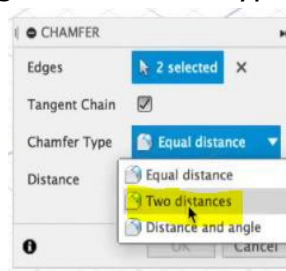 CHAMFER
Edges 2 selected
Tangent Chain
Chamfer Type Equal distance
Distance Equal distance
Two distances
Distance and angle
OK Cancel